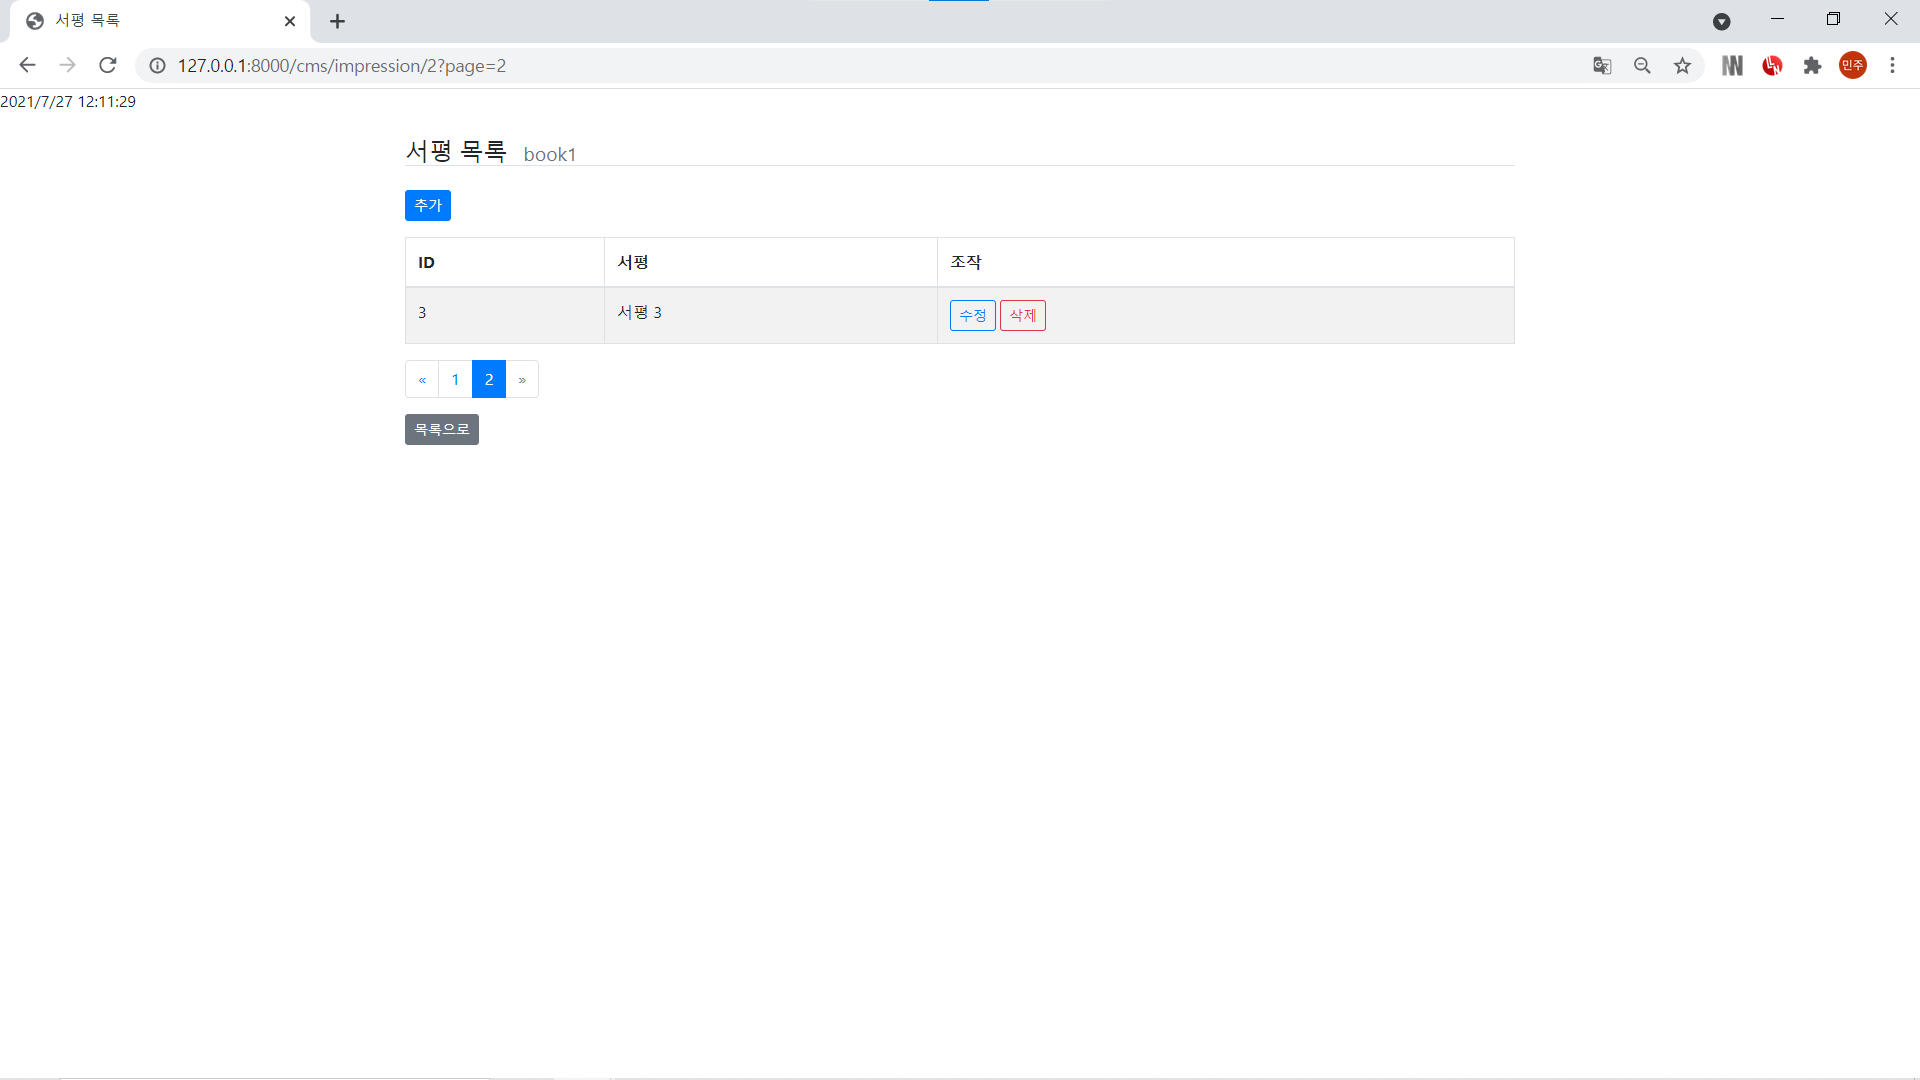 서평 목록
127.0.0.1:8000/cms/impression/2?page=2
민주
2021/7/27 12:11:29
서평 목록 book1
추가
ID 서평 조작
3 서평 3 수정 삭제
« 1 2 »
목록으로